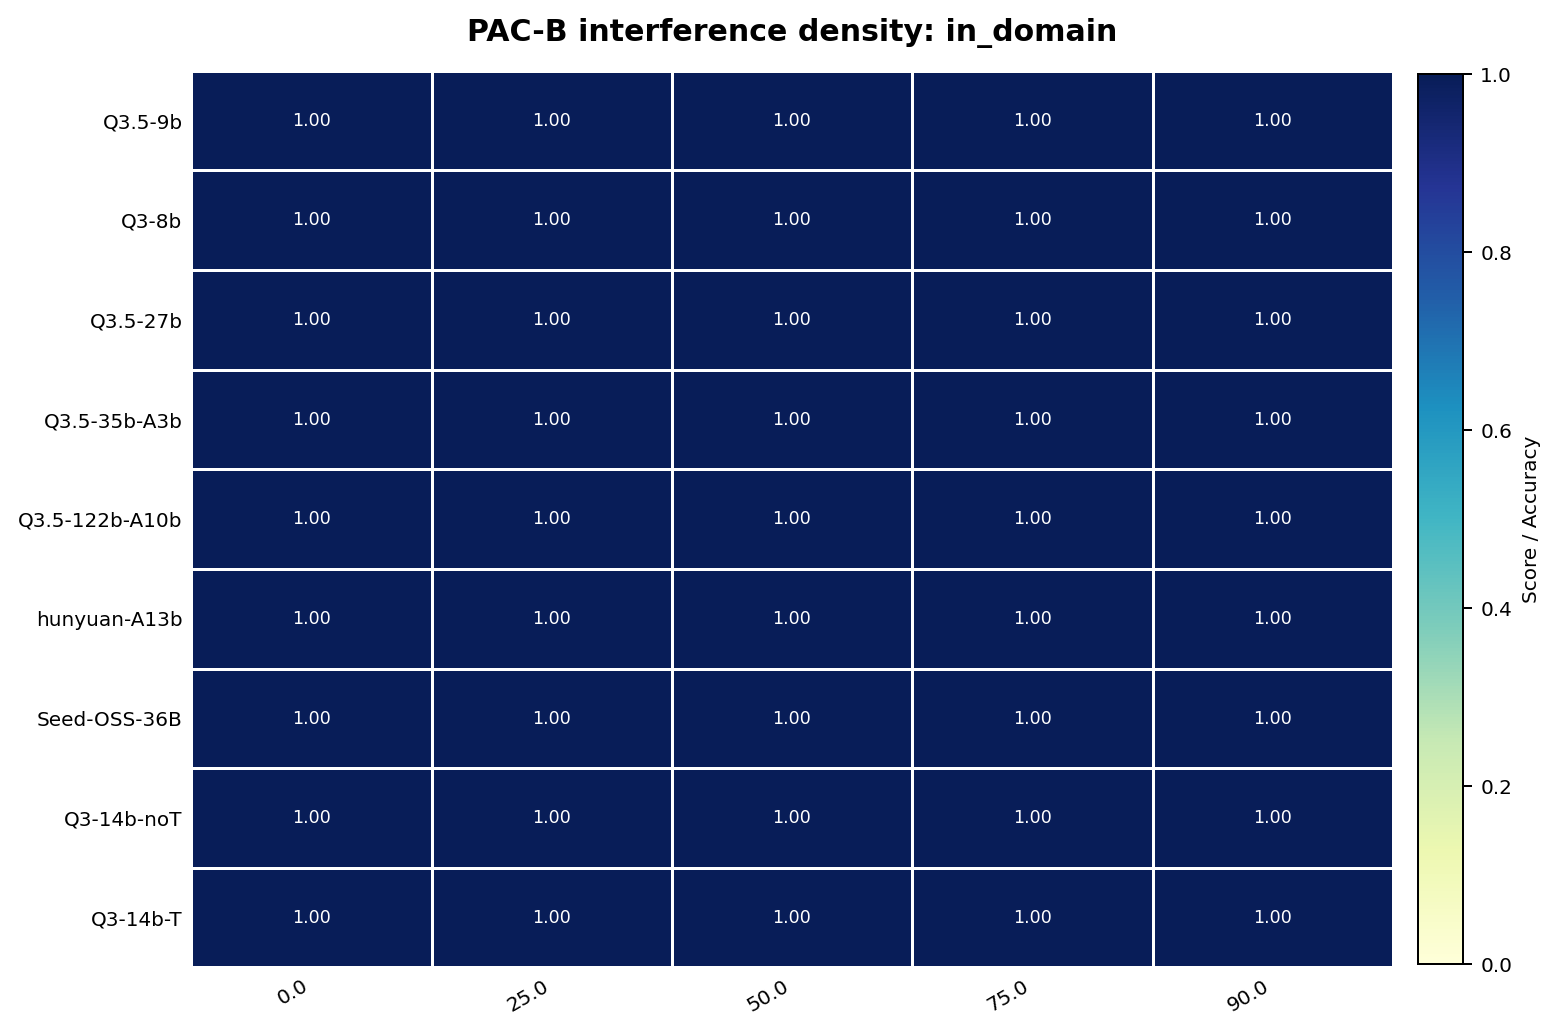 PAC-B interference density: in_domain
Q3.5-9b 1.00 1.00 1.00 1.00 1.00
Q3-8b 1.00 1.00 1.00 1.00 1.00
Q3.5-27b 1.00 1.00 1.00 1.00 1.00
Q3.5-35b-A3b 1.00 1.00 1.00 1.00 1.00
Q3.5-122b-A10b 1.00 1.00 1.00 1.00 1.00
hunyuan-A13b 1.00 1.00 1.00 1.00 1.00
Seed-OSS-36B 1.00 1.00 1.00 1.00 1.00
Q3-14b-noT 1.00 1.00 1.00 1.00 1.00
Q3-14b-T 1.00 1.00 1.00 1.00 1.00
0.0 25.0 50.0 75.0 90.0
1.0
0.8
0.6
0.4
0.2
0.0
Score / Accuracy